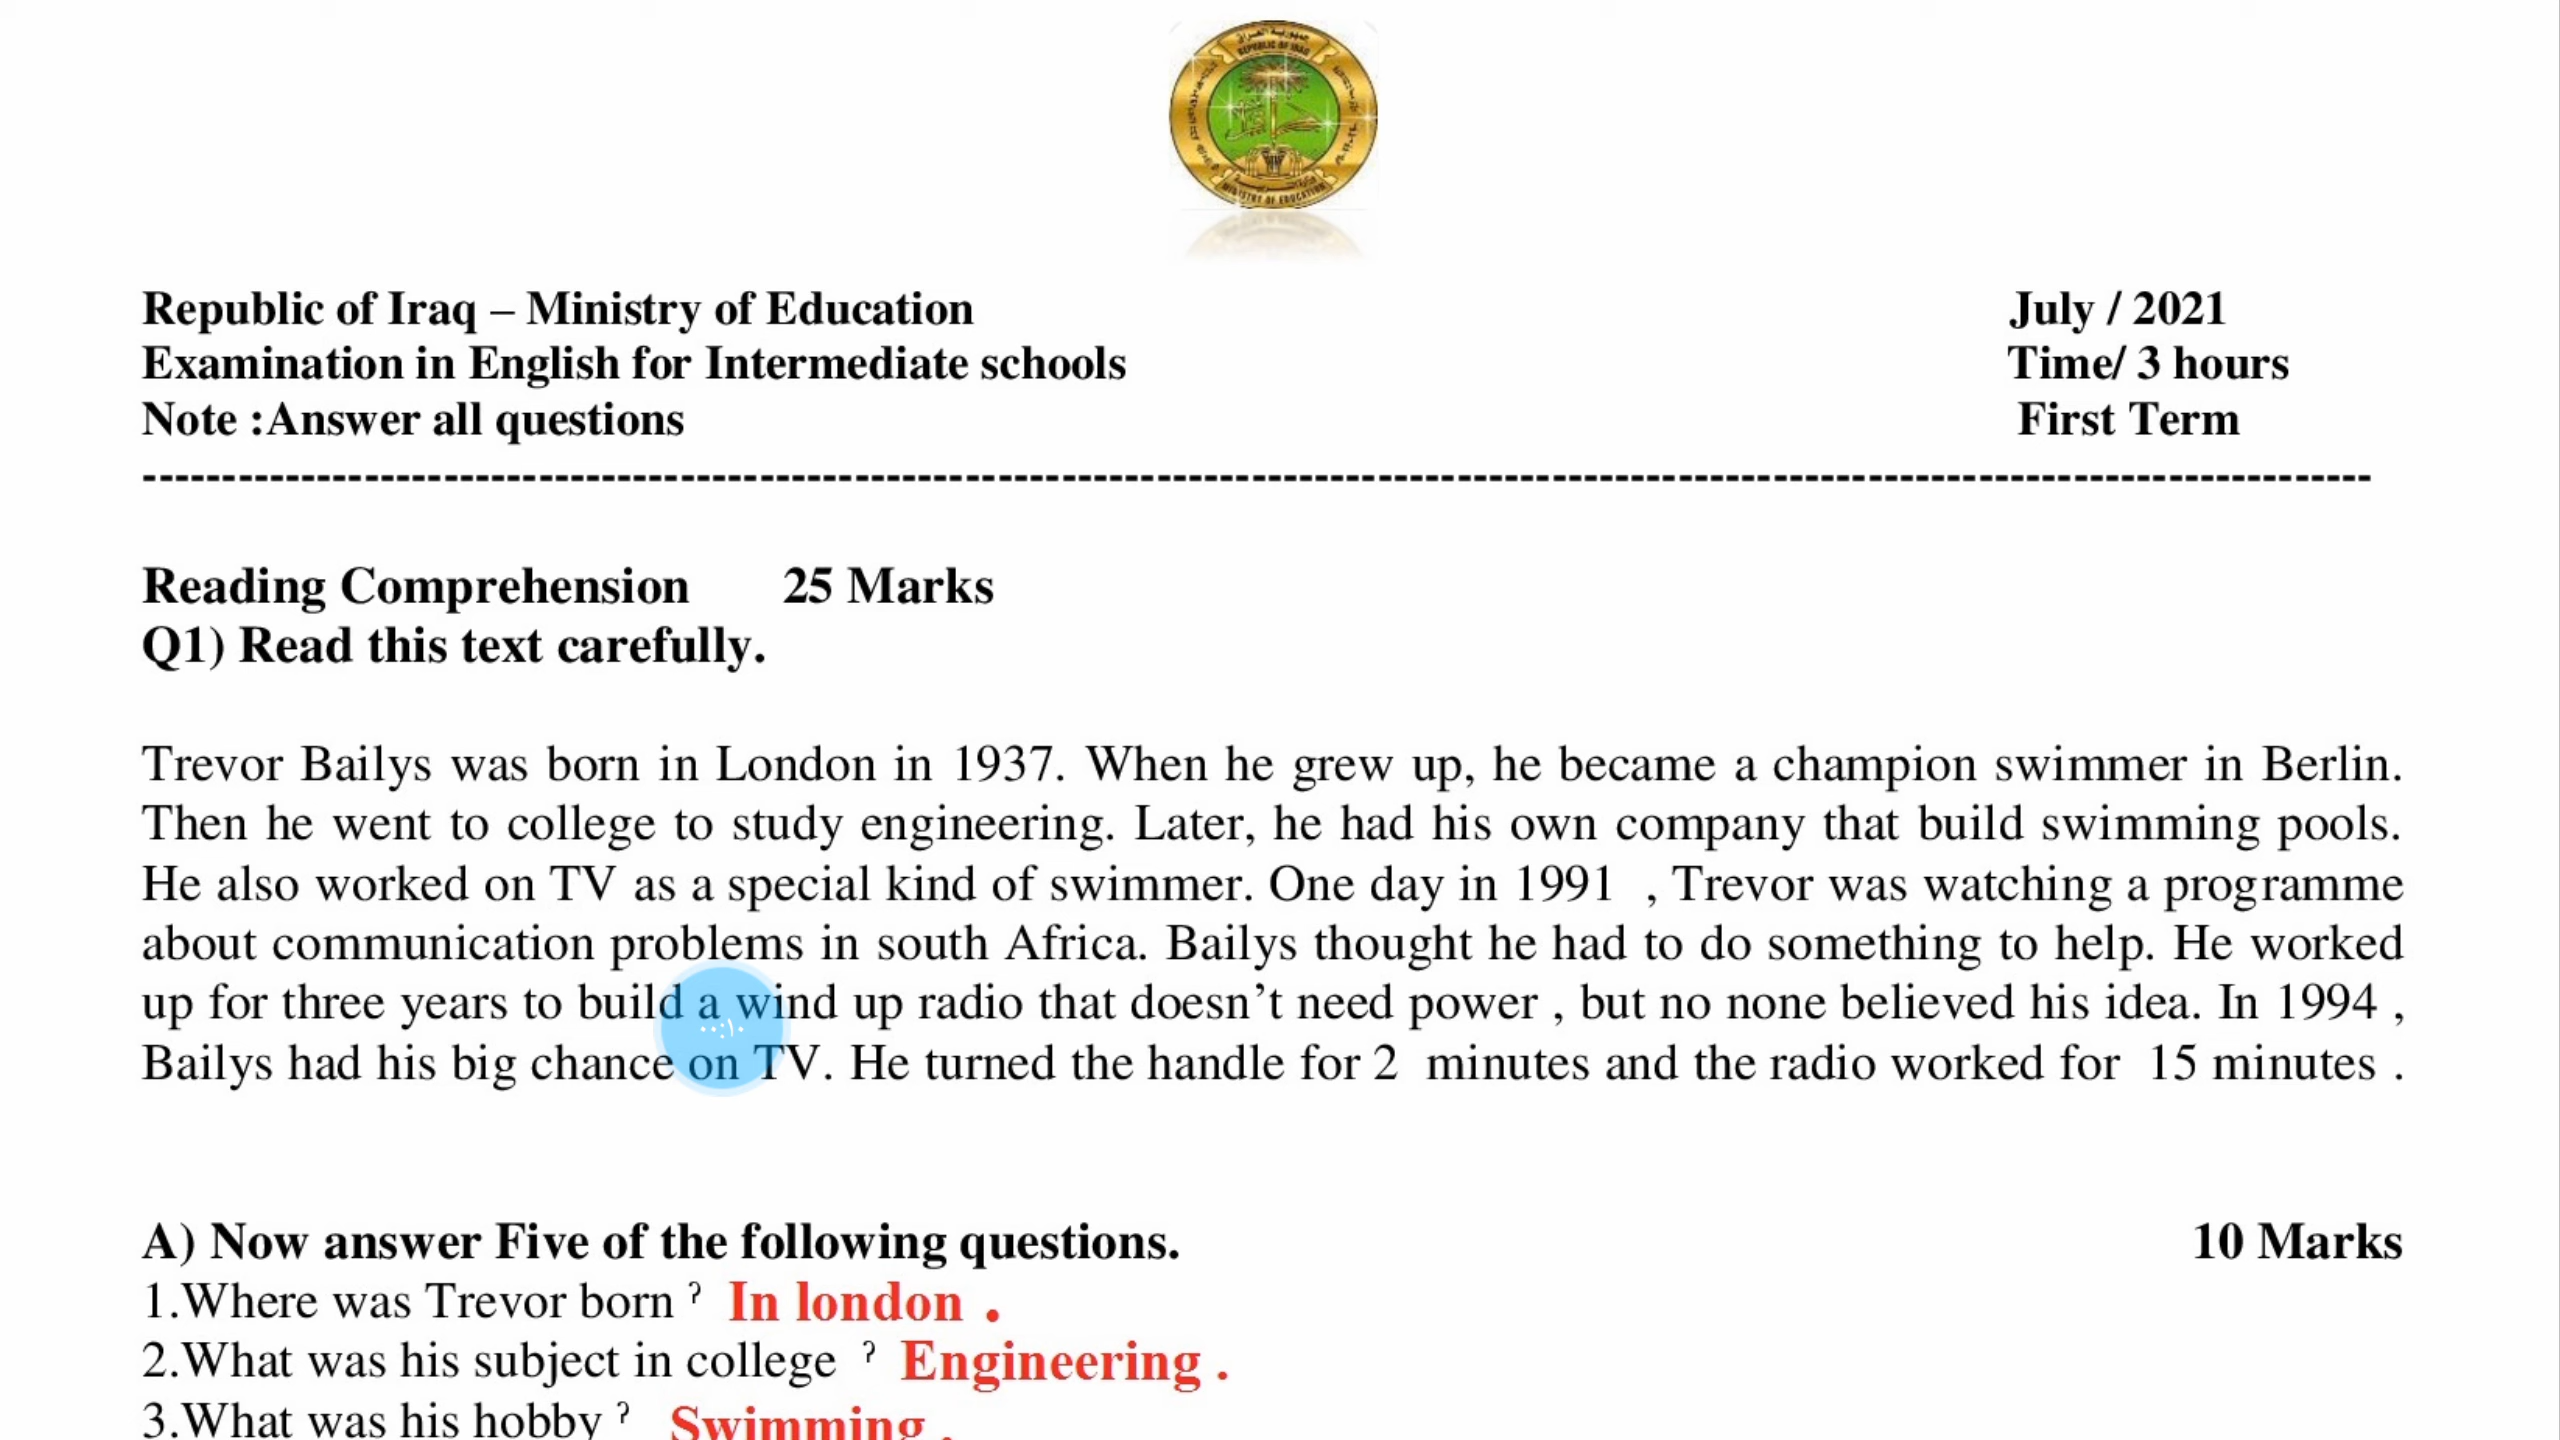 REPUBLIC OF IRAQ
MINISTRY OF EDUCATION
Republic of Iraq – Ministry of Education July / 2021
Examination in English for Intermediate schools Time/ 3 hours
Note :Answer all questions First Term
Reading Comprehension 25 Marks
Q1) Read this text carefully.
Trevor Bailys was born in London in 1937. When he grew up, he became a champion swimmer in Berlin.
Then he went to college to study engineering. Later, he had his own company that build swimming pools.
He also worked on TV as a special kind of swimmer. One day in 1991 , Trevor was watching a programme
about communication problems in south Africa. Bailys thought he had to do something to help. He worked
up for three years to build a wind up radio that doesn’t need power , but no none believed his idea. In 1994 ,
Bailys had his big chance on TV. He turned the handle for 2 minutes and the radio worked for 15 minutes .
٠٠:١٠
A) Now answer Five of the following questions. 10 Marks
1.Where was Trevor born ? In london .
2.What was his subject in college ? Engineering .
3.What was his hobby ? Swimming .